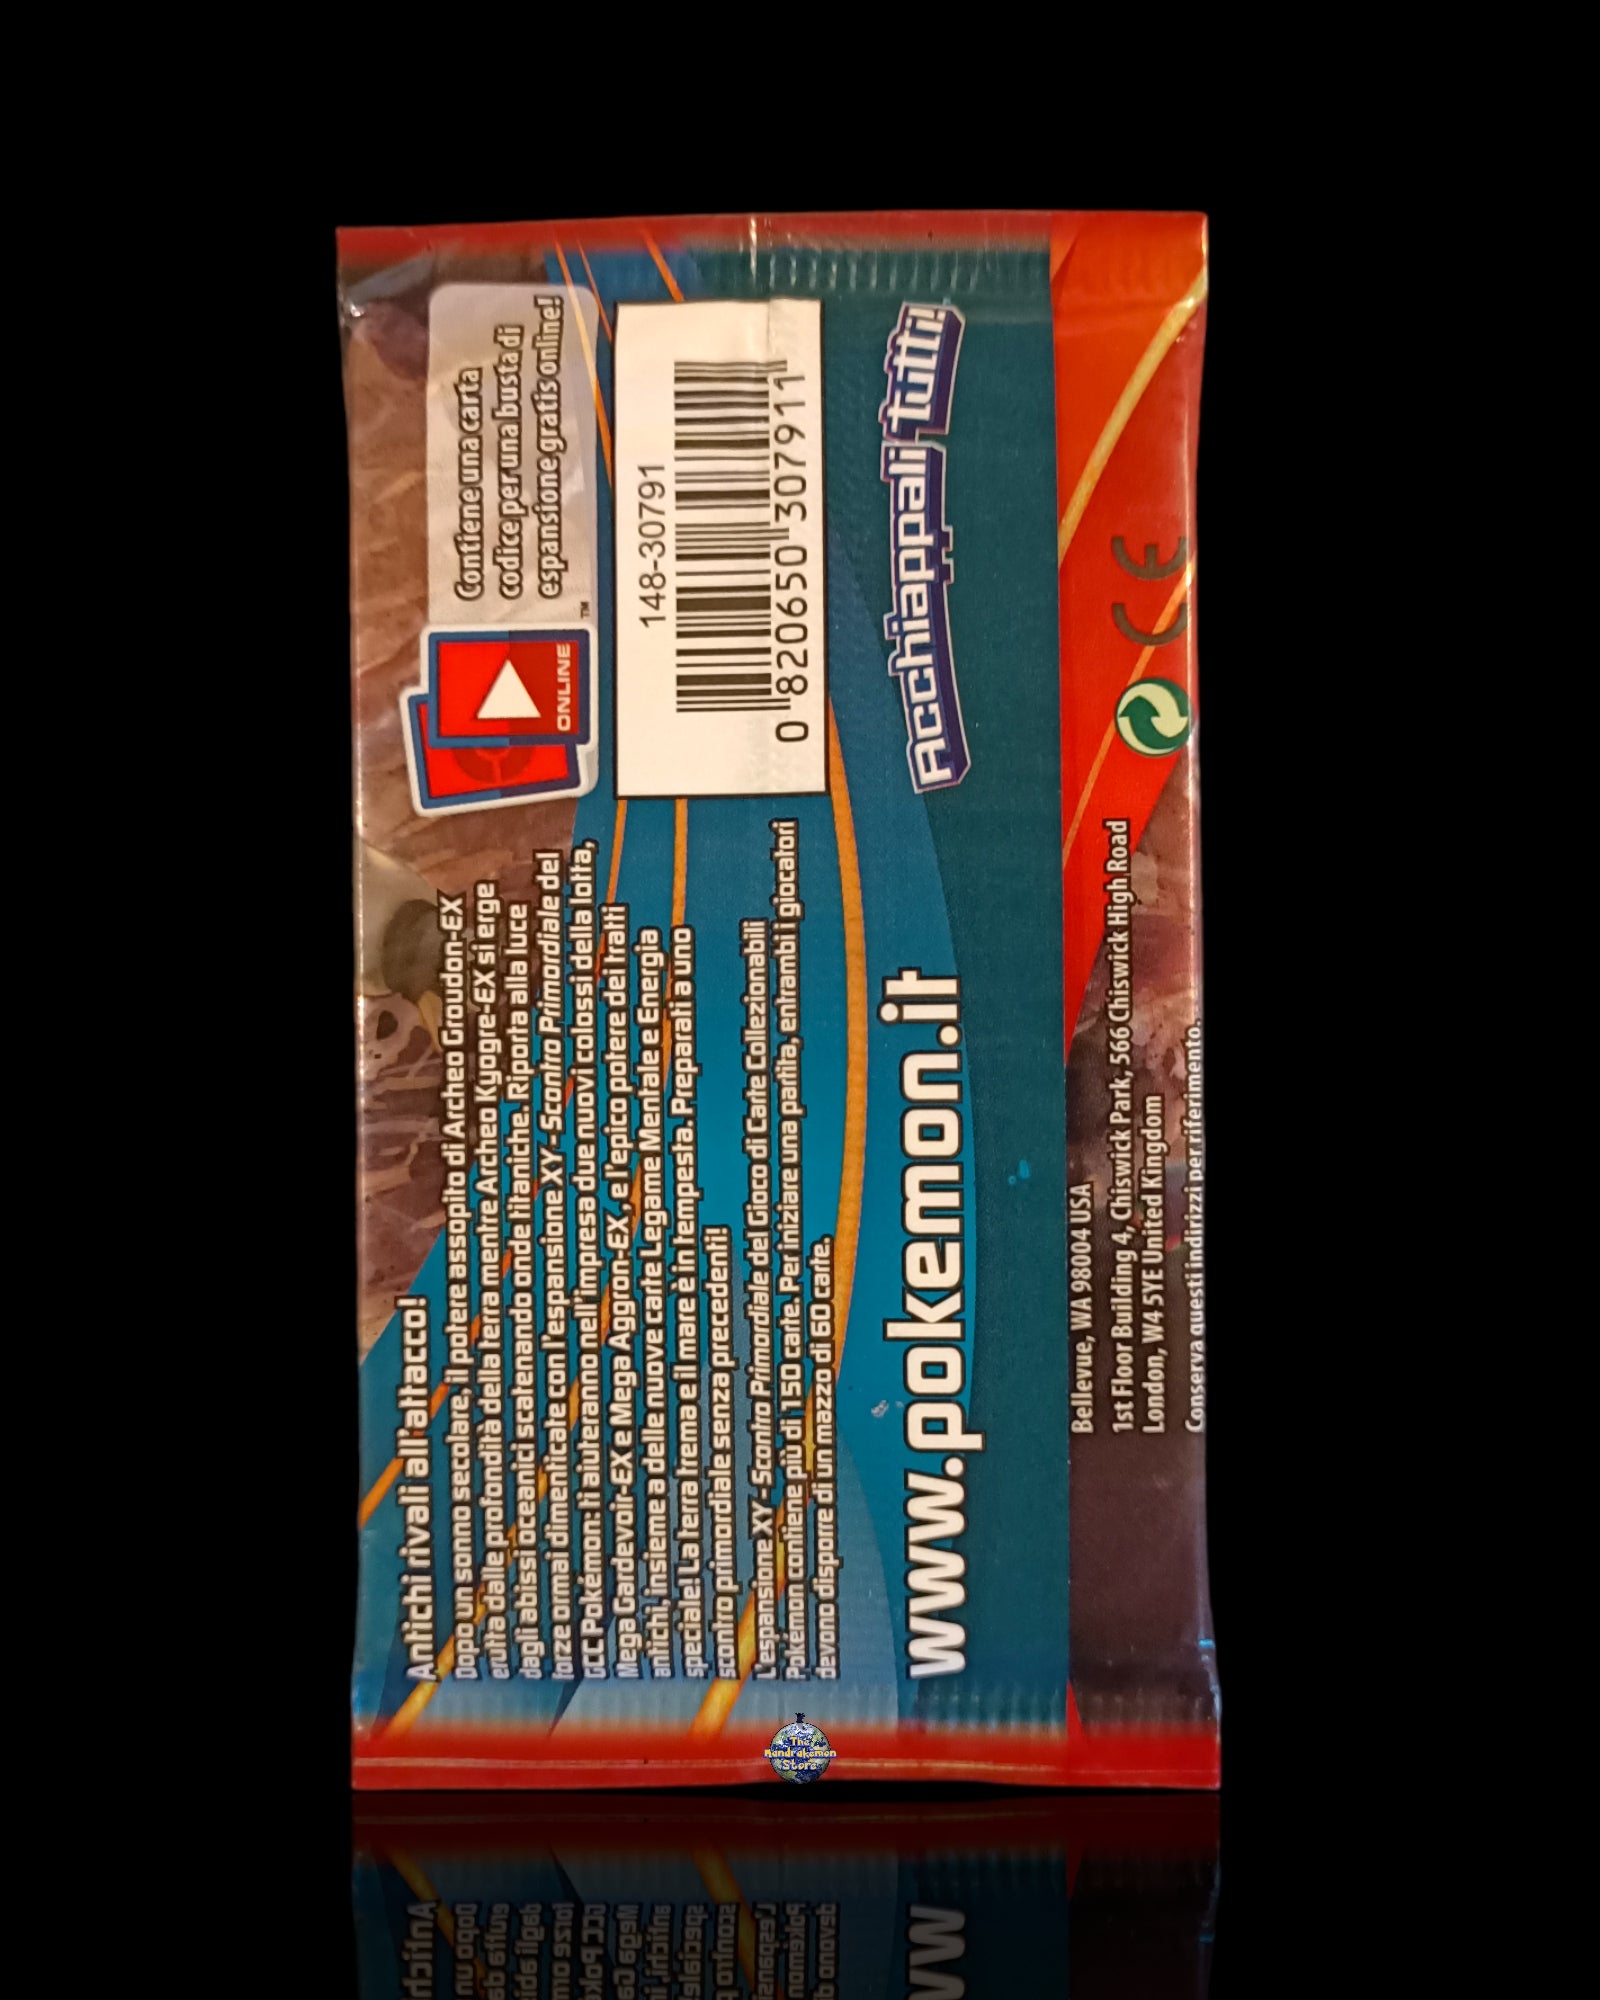 Antichi rivali all'attacco!
Dopo un sonno secolare, il potere assopito di Archeo Groudon-EX
erutta dalle profondità della terra mentre Archeo Kyogre-EX si erge
dagli abissi oceanici scatenando onde titaniche. Riporta alla luce
forze ormai dimenticate con l'espansione XY - Scontro Primordiale del
GCC Pokémon: ti aiuteranno nell'impresa due nuovi colossi della lotta,
Mega Gardevoir-EX e Mega Aggron-EX, e l'epico potere dei tratti
antichi, insieme a delle nuove carte Legame Mentale e Energia
speciale! La terra trema e il mare è in tempesta. Preparati a uno
scontro primordiale senza precedenti!
L'espansione XY - Scontro Primordiale del Gioco di Carte Collezionabili
Pokémon contiene più di 150 carte. Per iniziare una partita, entrambi i giocatori
devono disporre di un mazzo di 60 carte.
ONLINE
™
Contiene una carta
codice per una busta di
espansione gratis online!
148-30791
0 820650 307911
www.pokemon.it
Acchiappali tutti!
Bellevue, WA 98004 USA
1st Floor Building 4, Chiswick Park, 566 Chiswick High Road
London, W4 5YE United Kingdom
Conserva questi indirizzi per riferimento.
CE
The
Mandrakemon
Store